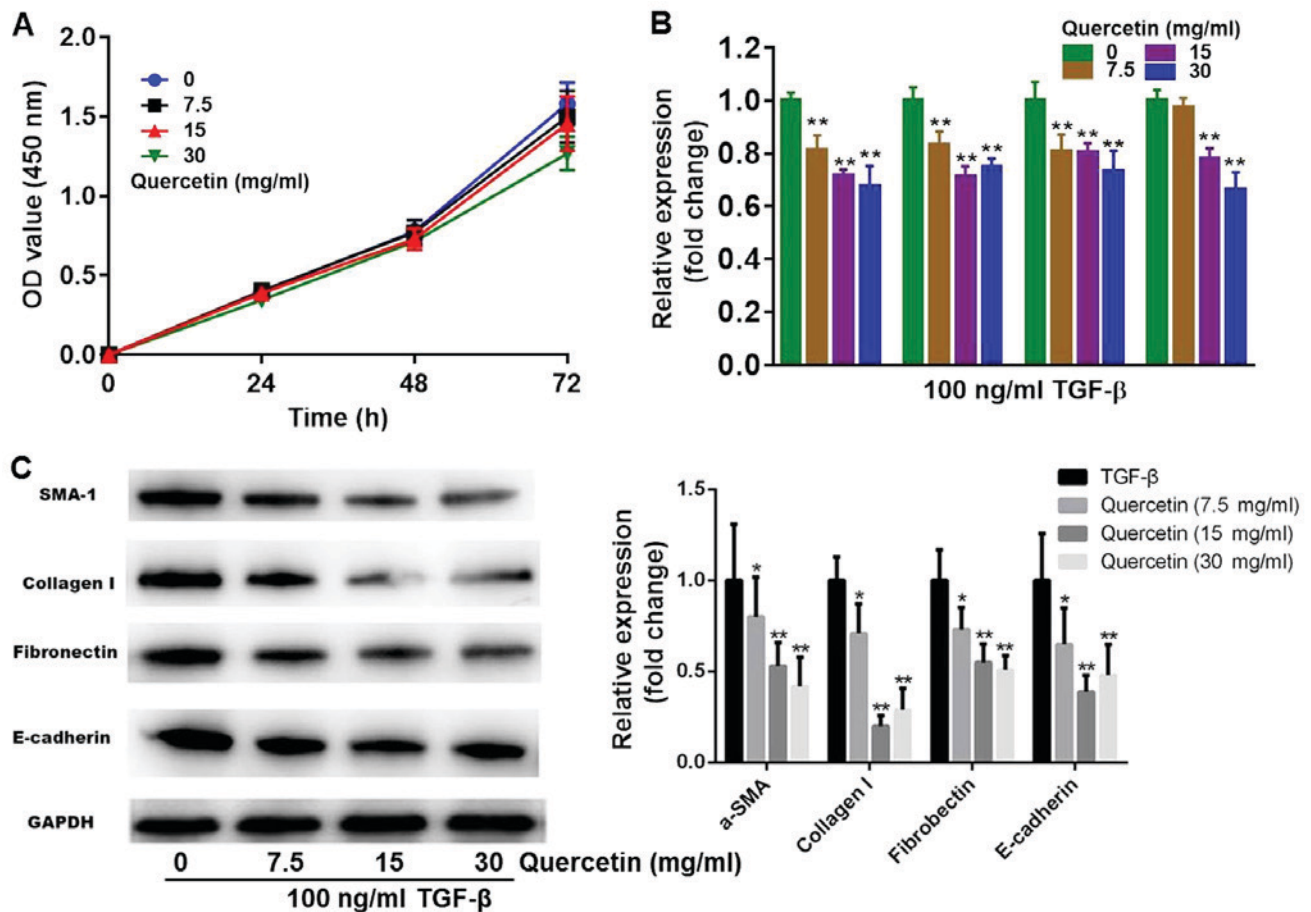 A
2.0
1.5
1.0
0.5
0.0
OD value (450 nm)
0
7.5
15
30
Quercetin (mg/ml)
0 24 48 72
Time (h)
B
Quercetin (mg/ml)
0 15
7.5 30
1.2
1.0
0.8
0.6
0.4
0.2
0.0
Relative expression
(fold change)
** ** **
** ** **
** ** **
** **
100 ng/ml TGF-β
C
SMA-1
Collagen I
Fibronectin
E-cadherin
GAPDH
0 7.5 15 30 Quercetin (mg/ml)
100 ng/ml TGF-β
TGF-β
Quercetin (7.5 mg/ml)
Quercetin (15 mg/ml)
Quercetin (30 mg/ml)
1.5
1.0
0.5
0.0
Relative expression
(fold change)
* ** **
* ** **
* ** **
* ** **
a-SMA
Collagen I
Fibrobectin
E-cadherin